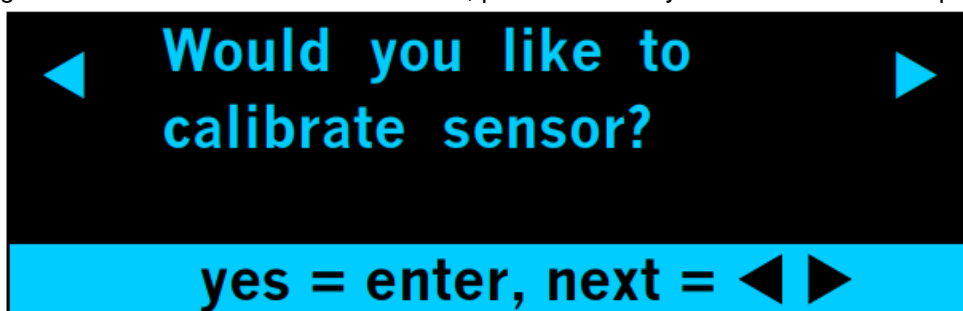 Would you like to
calibrate sensor?
yes = enter, next = ◀ ▶